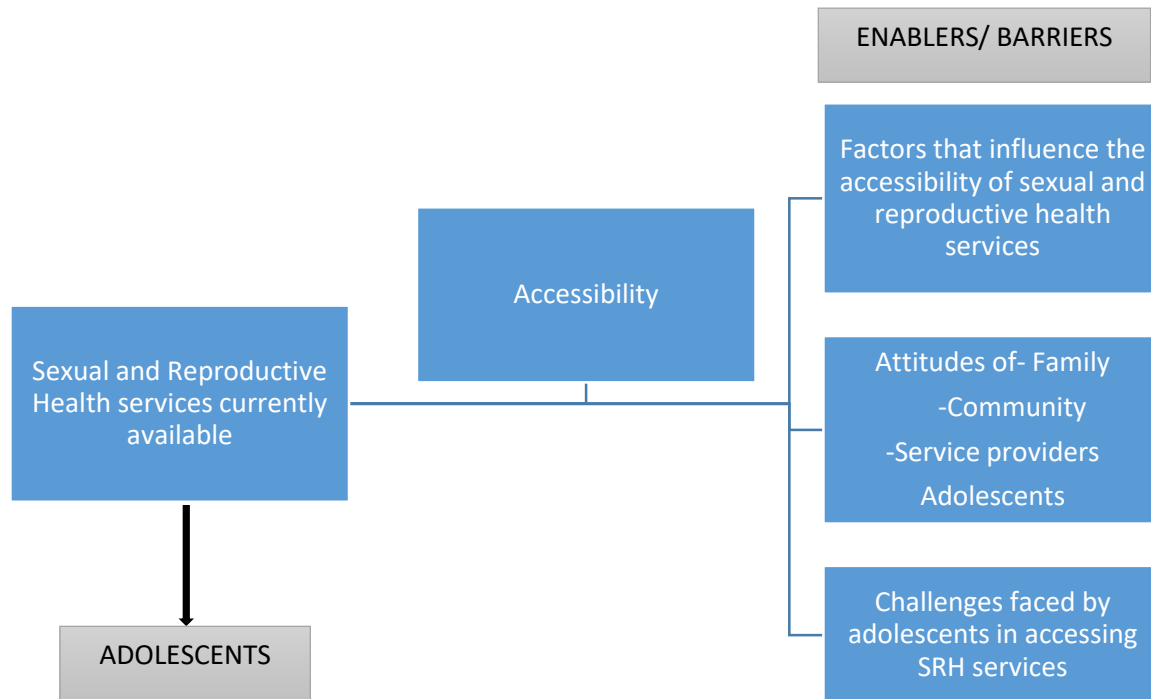 ENABLERS/ BARRIERS
Factors that influence the
accessibility of sexual and
reproductive health
services
Accessibility
Sexual and Reproductive
Health services currently
available
Attitudes of- Family
-Community
-Service providers
Adolescents
Challenges faced by
adolescents in accessing
SRH services
ADOLESCENTS